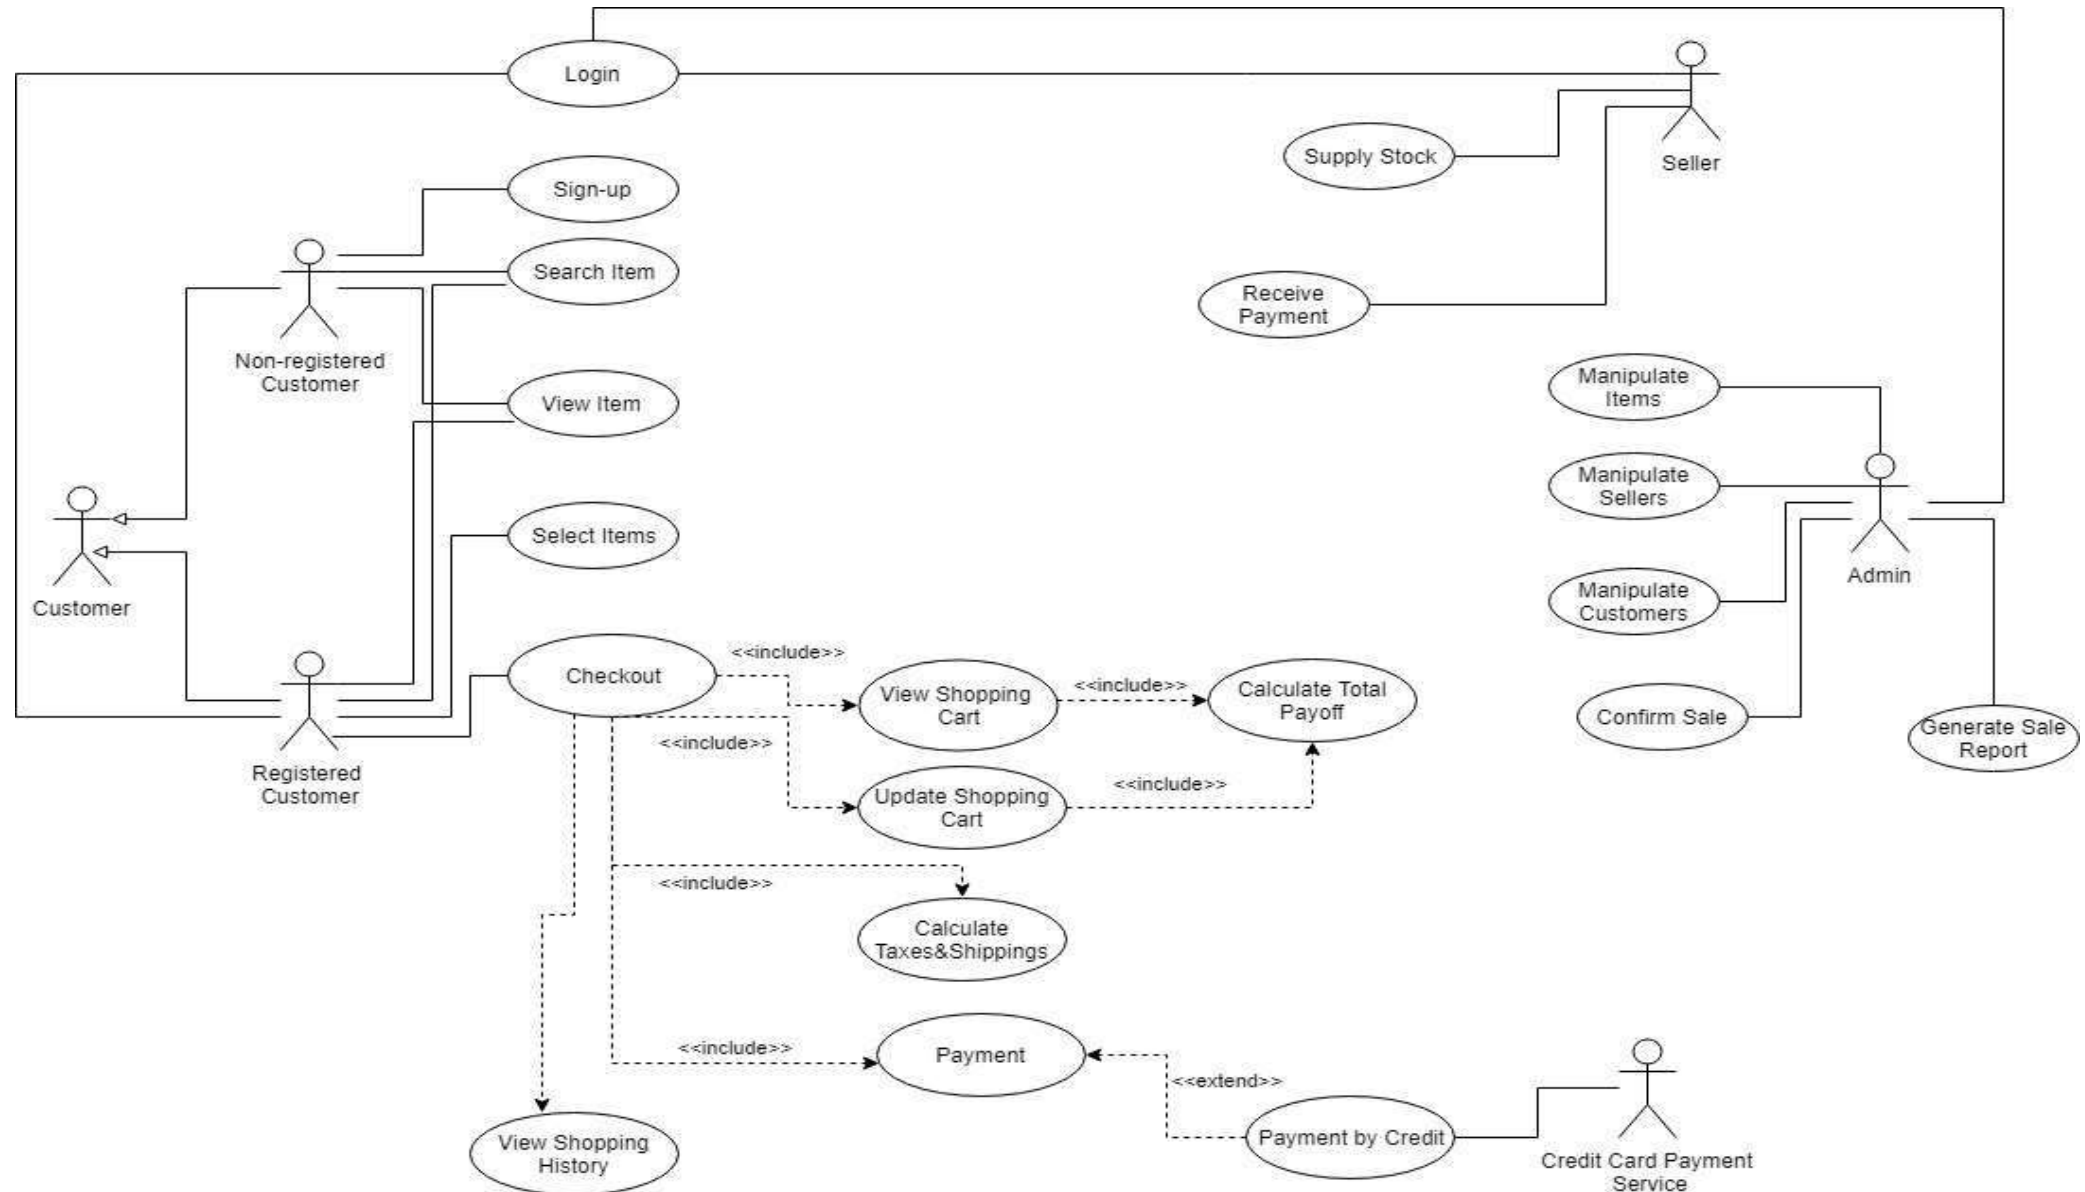 Login
Supply Stock
Seller
Sign-up
Search Item
Receive
Payment
Non-registered
Customer
Manipulate
Items
View Item
Manipulate
Sellers
Select Items
Admin
Customer
Manipulate
Customers
Checkout
<<include>>
View Shopping
Cart
<<include>>
Calculate Total
Payoff
Confirm Sale
Generate Sale
Report
<<include>>
Registered
Customer
Update Shopping
Cart
<<include>>
<<include>>
Calculate
Taxes&Shippings
<<include>>
Payment
<<extend>>
View Shopping
History
Payment by Credit
Credit Card Payment
Service